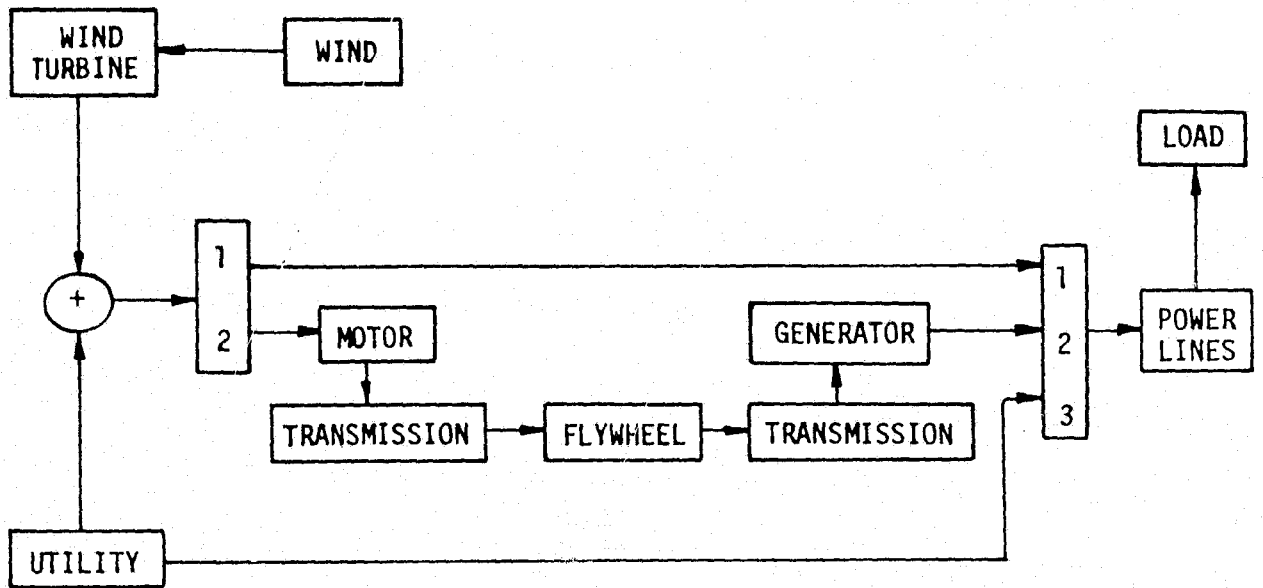 WIND
TURBINE
WIND
LOAD
+
1
2
MOTOR
TRANSMISSION
FLYWHEEL
TRANSMISSION
GENERATOR
1
2
3
POWER
LINES
UTILITY